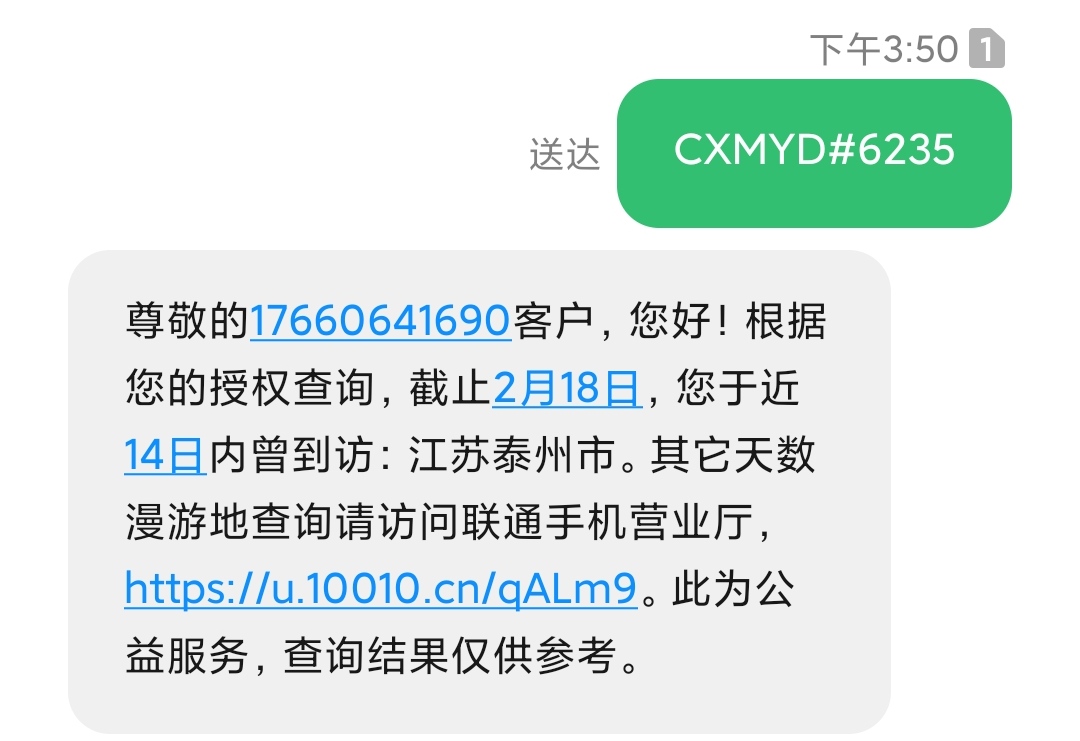 下午3:50 1
送达 CXMYD#6235
尊敬的17660641690客户，您好！根据
您的授权查询，截止2月18日，您于近
14日内曾到访：江苏泰州市。其它天数
漫游地查询请访问联通手机营业厅，
https://u.10010.cn/qALm9。此为公
益服务，查询结果仅供参考。